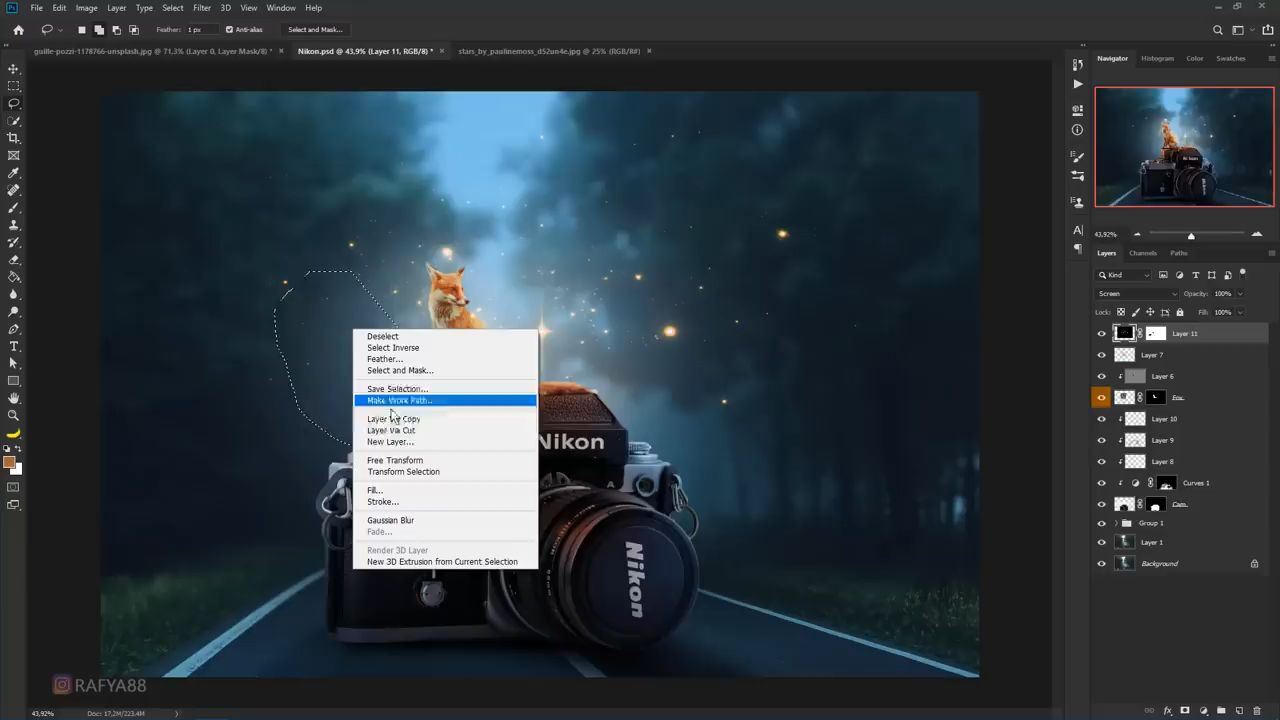 Ps File Edit Image Layer Type Select Filter 3D View Window Help
Feather: 1 px Anti-alias Select and Mask...
guille-pozzi-1178766-unsplash.jpg @ 71,3% (Layer 0, Layer Mask/8) * × Nikon.psd @ 43,9% (Layer 11, RGB/8) * × stars_by_paulinemoss_d52un4e.jpg @ 25% (RGB/8#) ×
Navigator Histogram Color Swatches
43,92%
Layers Channels Paths
Kind
Screen Opacity: 100%
Lock: Fill: 100%
Layer 11
Layer 7
Layer 6
Fox
Layer 10
Layer 9
Layer 8
Curves 1
Cam
Group 1
Layer 1
Background
Deselect
Select Inverse
Feather...
Select and Mask...
Save Selection...
Make Work Path...
Layer Via Copy
Layer Via Cut
New Layer...
Free Transform
Transform Selection
Fill...
Stroke...
Gaussian Blur
Fade...
Render 3D Layer
New 3D Extrusion from Current Selection
Nikon
A
Nikon
RAFYA88
43,92% Doc: 17,2M/223,4M